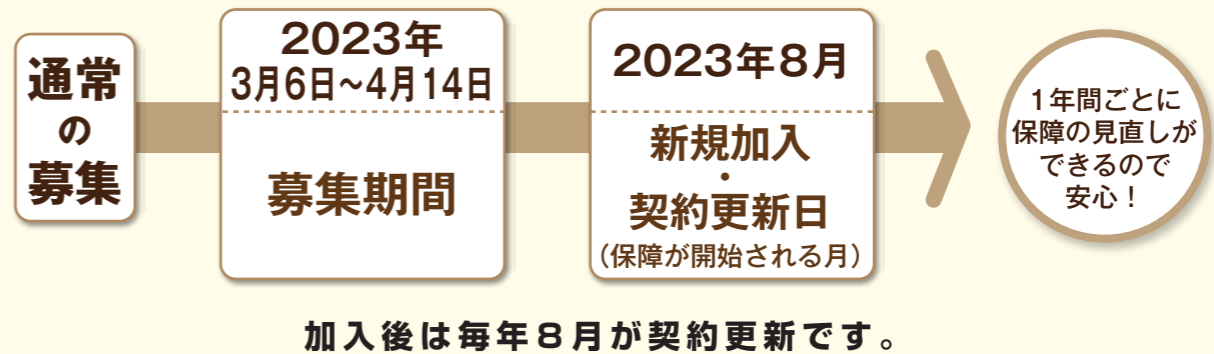 通常
の
募集
2023年
3月6日~4月14日
募集期間
2023年8月
新規加入
・
契約更新日
（保障が開始される月）
1年間ごとに
保障の見直しが
できるので
安心！
加入後は毎年８月が契約更新です。